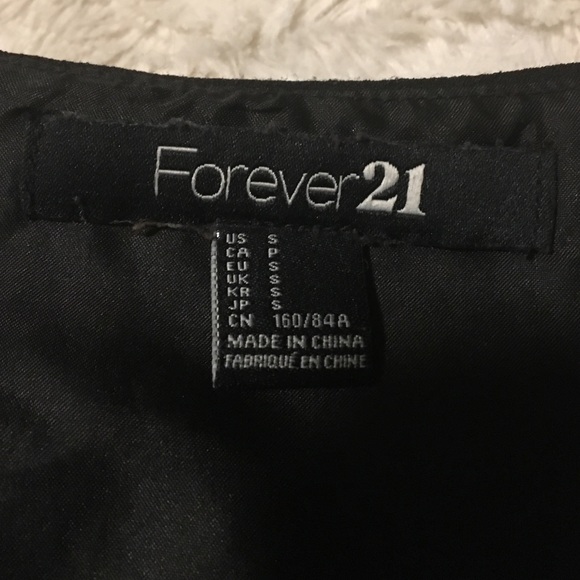 Forever21
US S
CA P
EU S
UK S
KR S
JP S
CN 160/84A
MADE IN CHINA
FABRIQUÉ EN CHINE